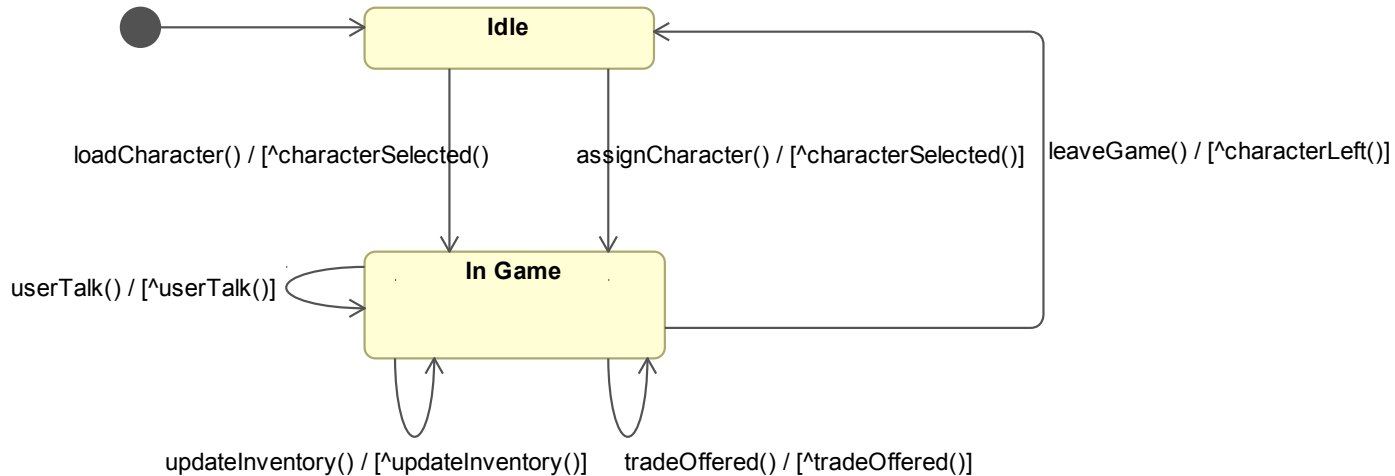 Idle
loadCharacter() / [^characterSelected()
assignCharacter() / [^characterSelected()]
leaveGame() / [^characterLeft()]
In Game
userTalk() / [^userTalk()]
updateInventory() / [^updateInventory()]
tradeOffered() / [^tradeOffered()]